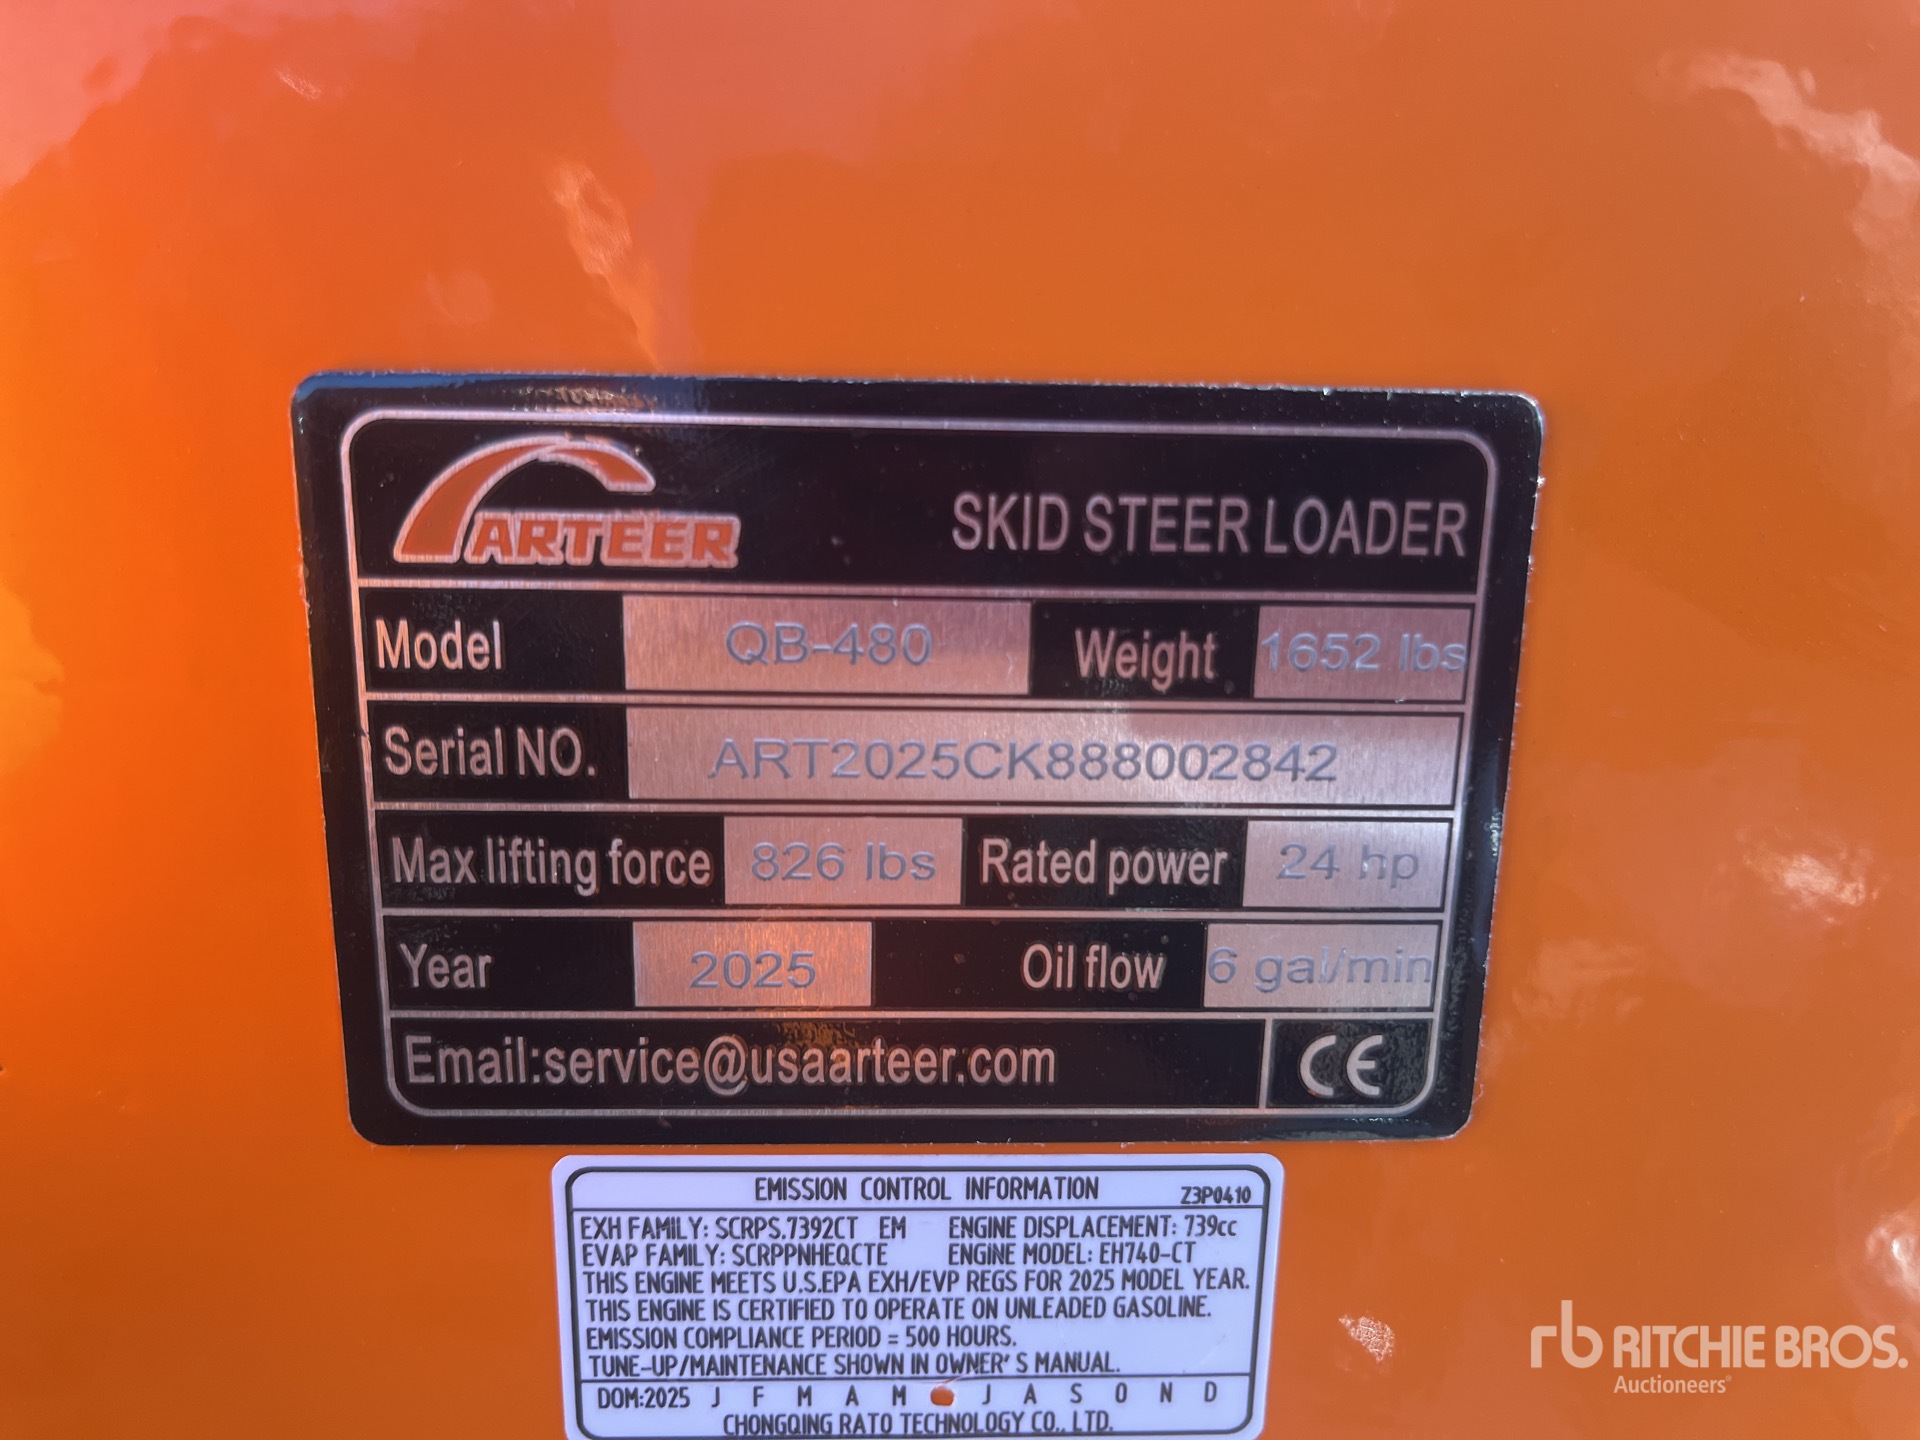 ARTEER
SKID STEER LOADER
Model QB-480 Weight 1652 lbs
Serial NO. ART2025CK888002842
Max lifting force 826 lbs Rated power 24 hp
Year 2025 Oil flow 6 gal/min
Email:service@usaarteer.com CE
EMISSION CONTROL INFORMATION Z3P0410
EXH FAMILY: SCRPS.7392CT EM ENGINE DISPLACEMENT: 739cc
EVAP FAMILY: SCRPPNHEQCTE ENGINE MODEL: EH740-CT
THIS ENGINE MEETS U.S.EPA EXH/EVP REGS FOR 2025 MODEL YEAR.
THIS ENGINE IS CERTIFIED TO OPERATE ON UNLEADED GASOLINE.
EMISSION COMPLIANCE PERIOD = 500 HOURS.
TUNE-UP/MAINTENANCE SHOWN IN OWNER' S MANUAL.
DOM:2025 J F M A M J A S O N D
CHONGQING RATO TECHNOLOGY CO., LTD.
rb RITCHIE BROS.
Auctioneers